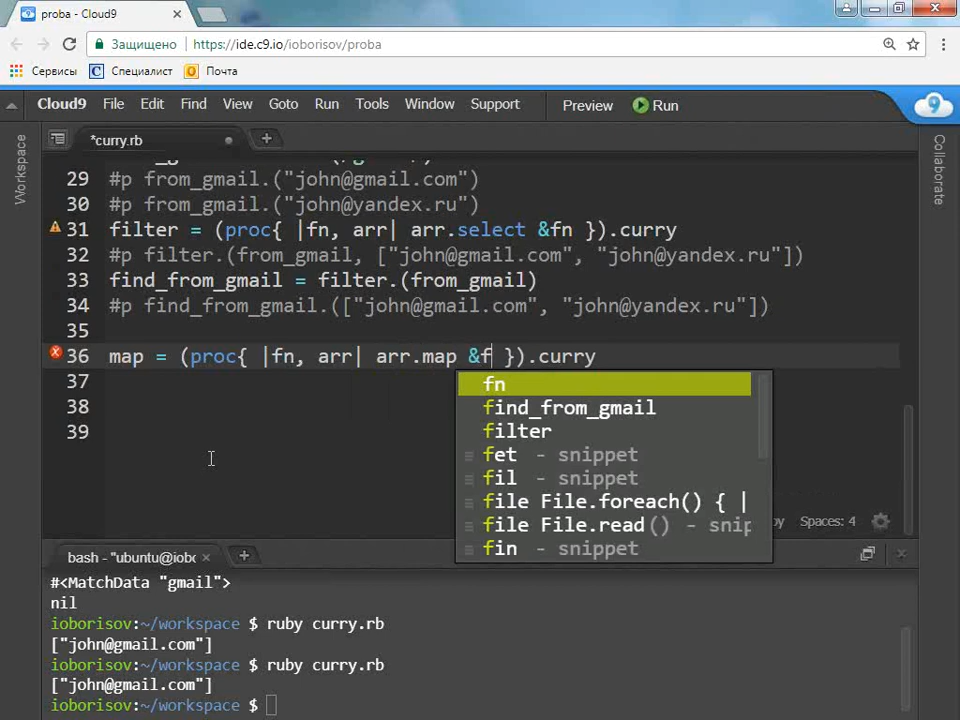 proba - Cloud9
Защищено https://ide.c9.io/ioborisov/proba
Сервисы Специалист Почта
Cloud9 File Edit Find View Goto Run Tools Window Support Preview Run
Workspace
Collaborate
*curry.rb
29 #p from_gmail.("john@gmail.com")
30 #p from_gmail.("john@yandex.ru")
31 filter = (proc{ |fn, arr| arr.select &fn }).curry
32 #p filter.(from_gmail, ["john@gmail.com", "john@yandex.ru"])
33 find_from_gmail = filter.(from_gmail)
34 #p find_from_gmail.(["john@gmail.com", "john@yandex.ru"])
35
36 map = (proc{ |fn, arr| arr.map &f }).curry
37
38
39
fn
find_from_gmail
filter
fet - snippet
fil - snippet
file File.foreach() { |
file File.read() - snip
fin - snippet
Spaces: 4
bash - "ubuntu@iob
#<MatchData "gmail">
nil
ioborisov:~/workspace $ ruby curry.rb
["john@gmail.com"]
ioborisov:~/workspace $ ruby curry.rb
["john@gmail.com"]
ioborisov:~/workspace $